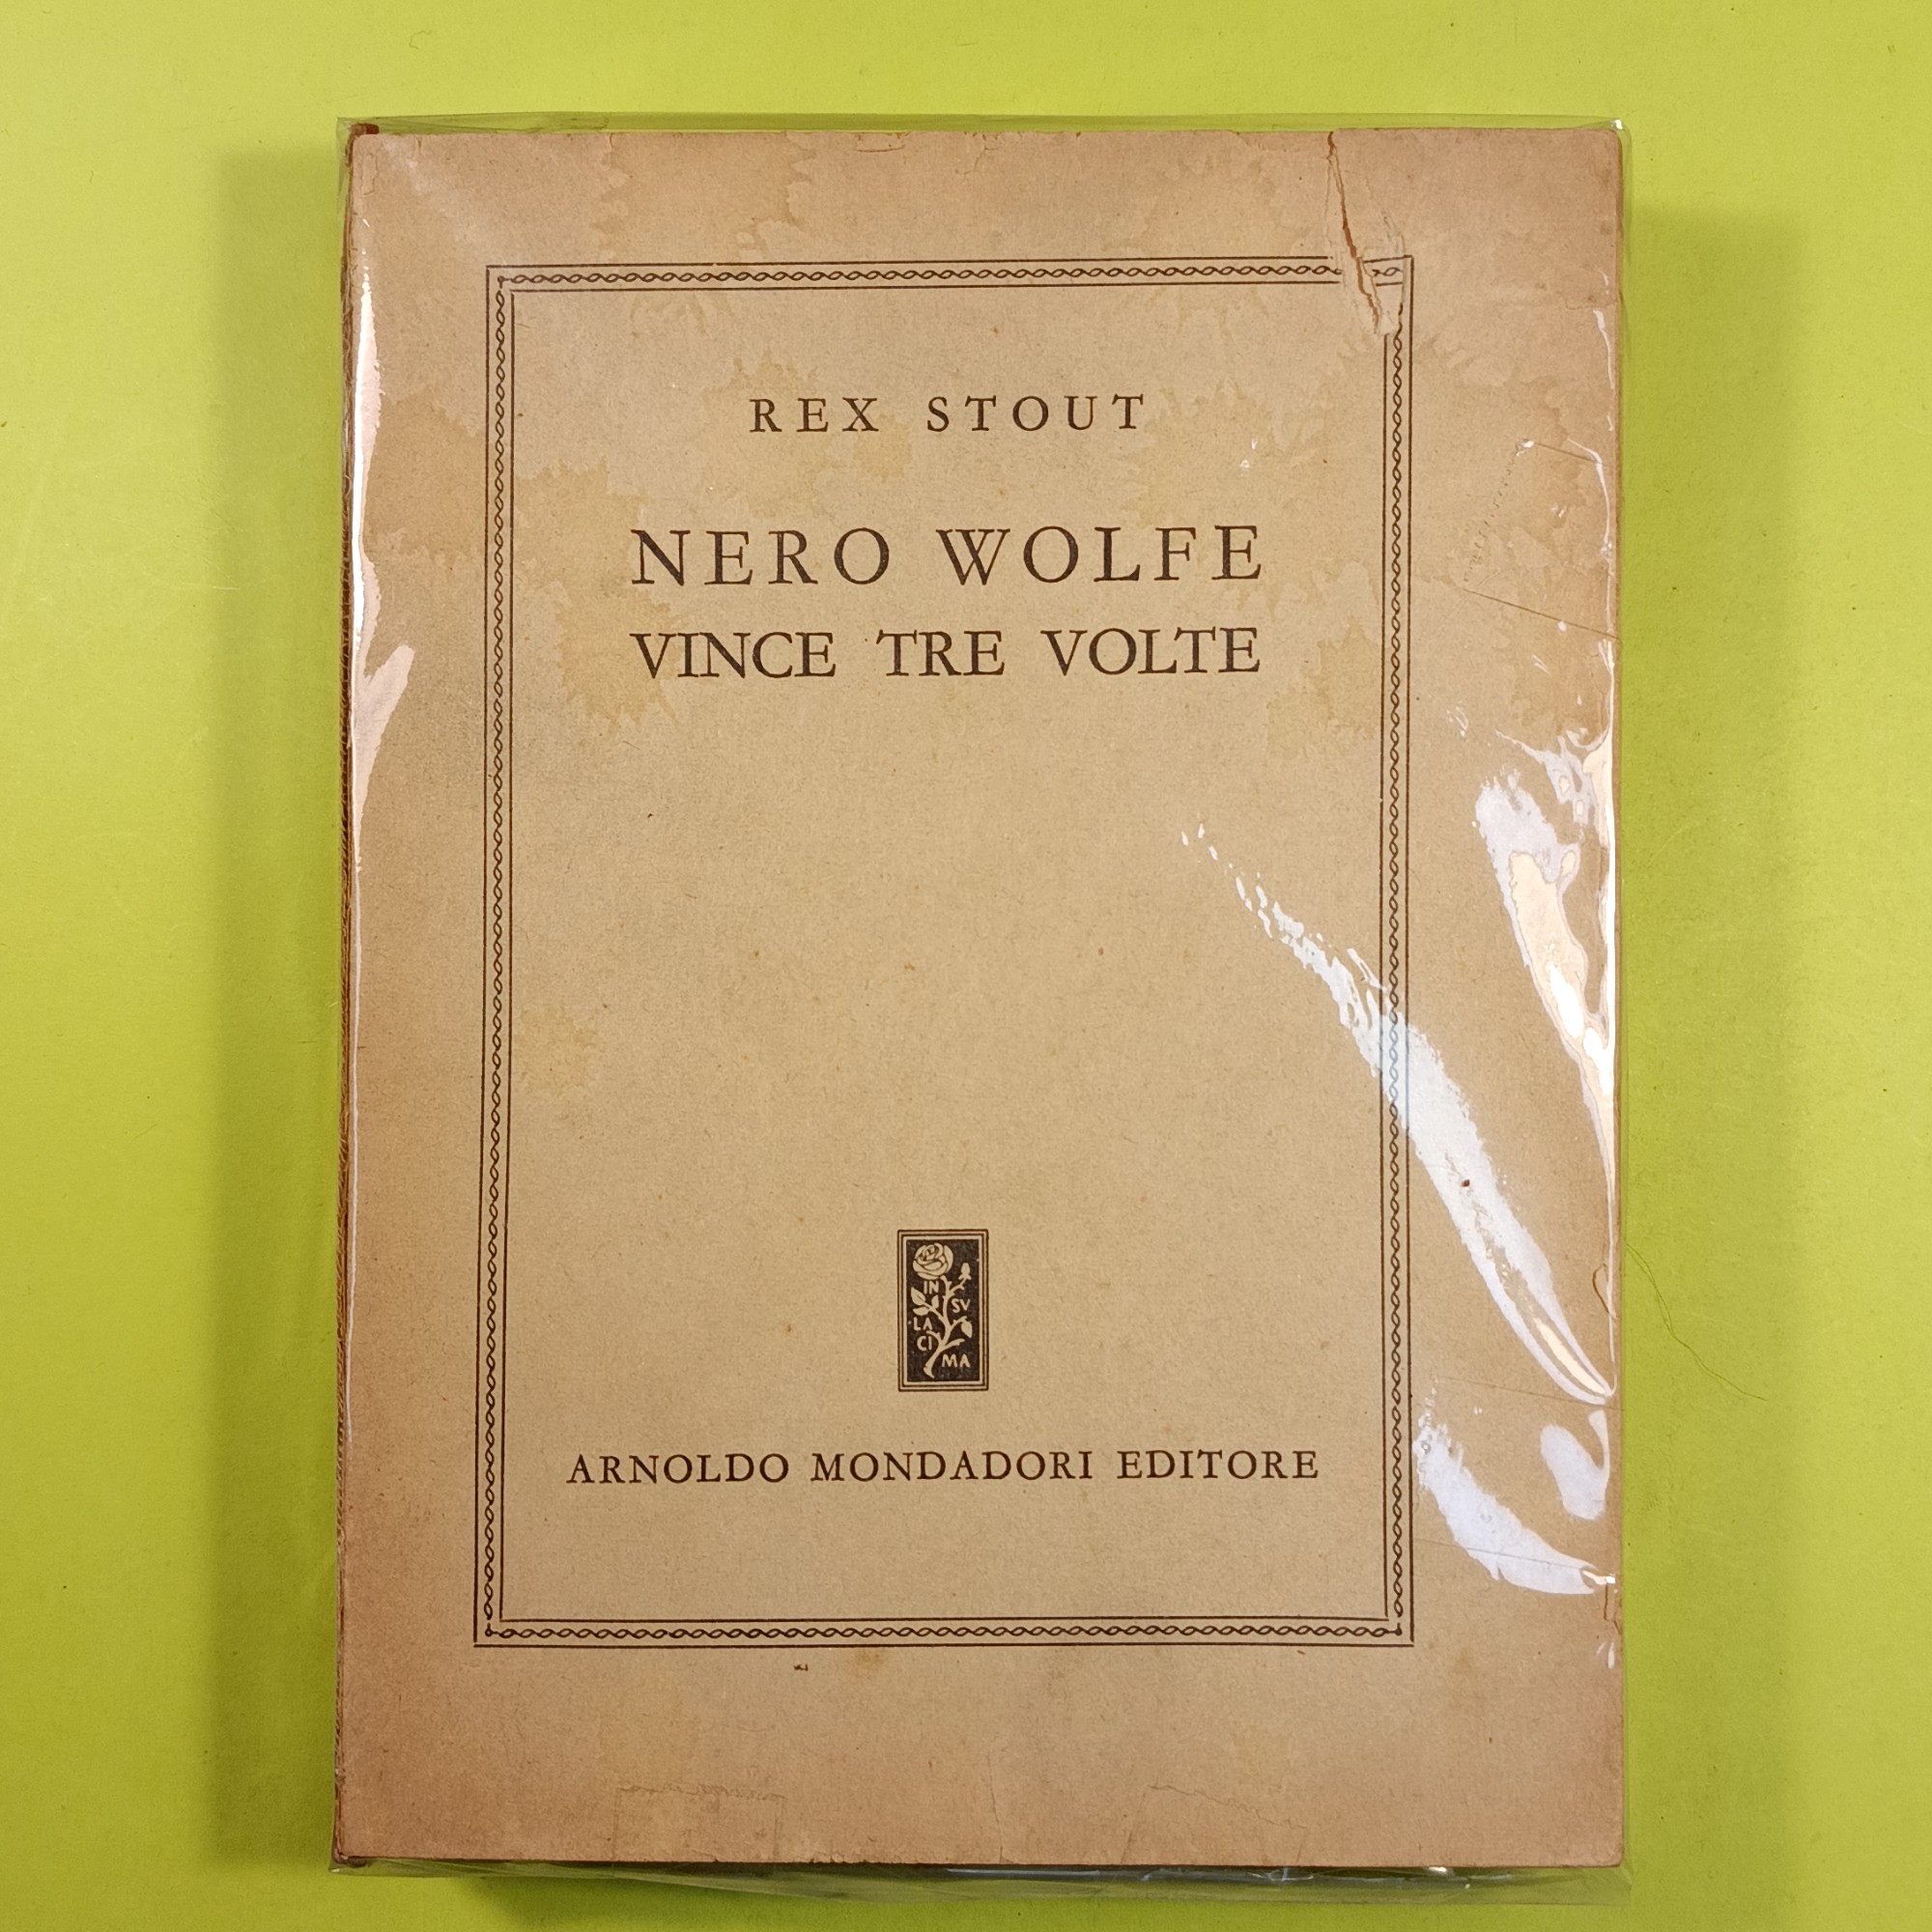 REX STOUT
NERO WOLFE
VINCE TRE VOLTE
IN
SV
LA
CI
MA
ARNOLDO MONDADORI EDITORE